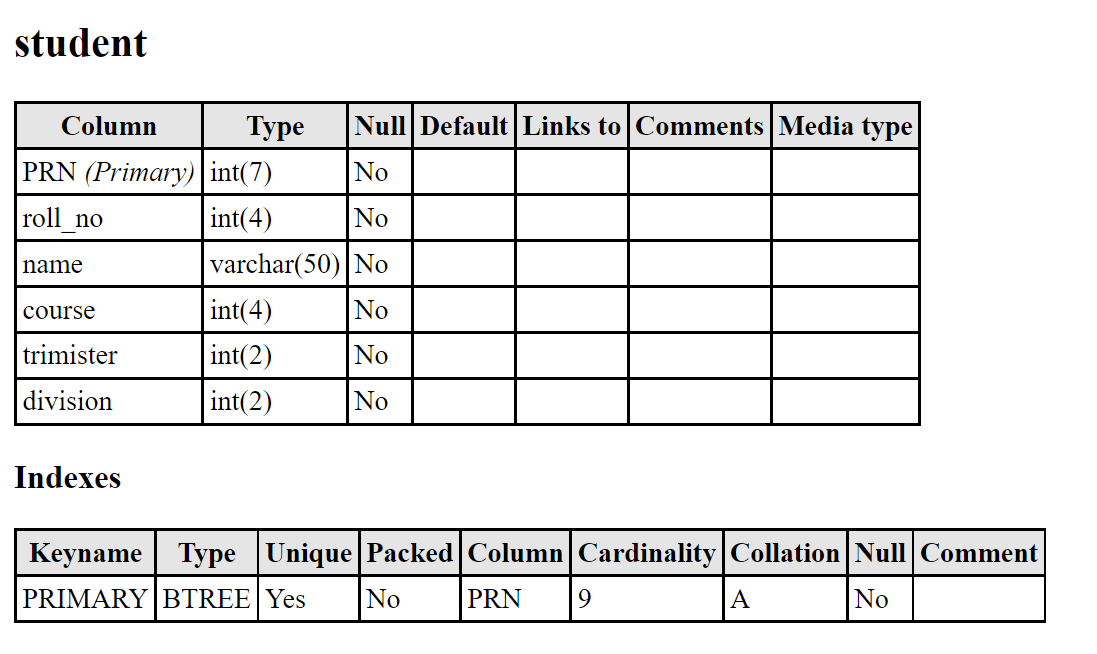 student
Column Type Null Default Links to Comments Media type
PRN (Primary) int(7) No
roll_no int(4) No
name varchar(50) No
course int(4) No
trimister int(2) No
division int(2) No
Indexes
Keyname Type Unique Packed Column Cardinality Collation Null Comment
PRIMARY BTREE Yes No PRN 9 A No